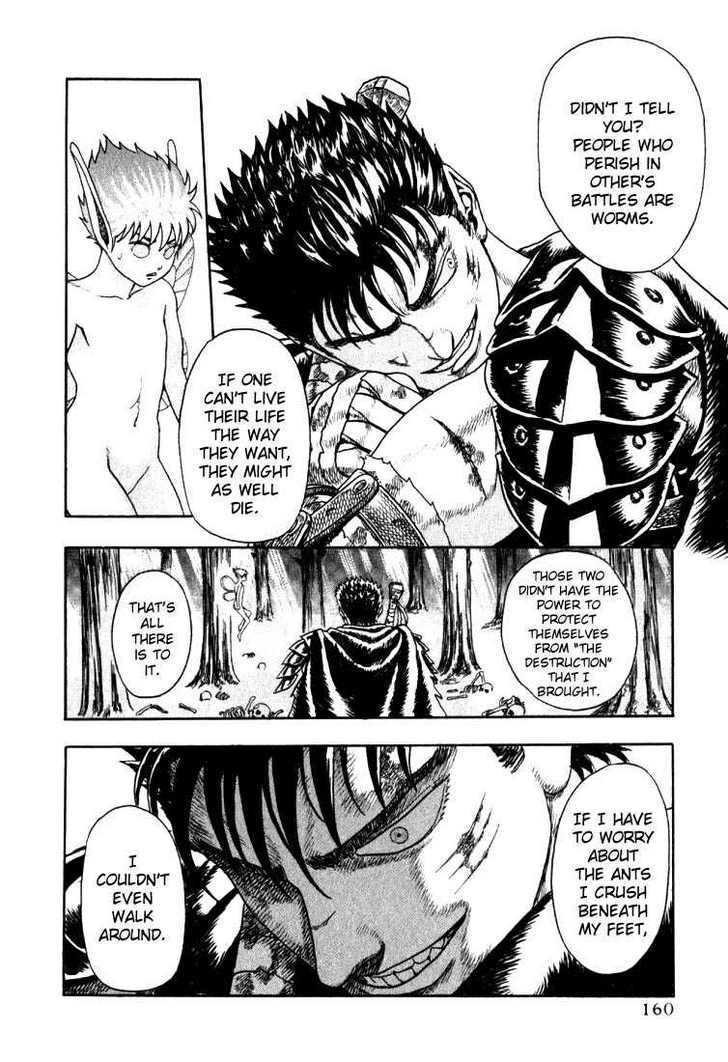 DIDN'T I TELL
YOU?
PEOPLE WHO
PERISH IN
OTHER'S
BATTLES ARE
WORMS.
IF ONE
CAN'T LIVE
THEIR LIFE
THE WAY
THEY WANT,
THEY MIGHT
AS WELL
DIE.
THOSE TWO
DIDN'T HAVE
THE POWER TO
PROTECT
THEMSELVES
FROM "THE
DESTRUCTION"
THAT I
BROUGHT.
THAT'S
ALL
THERE
IS TO
IT.
IF I HAVE
TO WORRY
ABOUT
THE ANTS
I CRUSH
BENEATH
MY FEET,
I
COULDN'T
EVEN
WALK
AROUND.
160